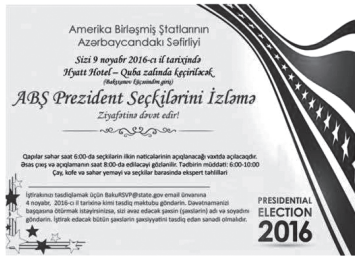 Amerika Birləşmiş Ştatlarının
Azərbaycandakı Səfirliyi
Sizi 9 noyabr 2016-cı il tarixində
Hyatt Hotel – Quba zalında keçiriləcək
(Bakıxanov küçəsindən giriş)
ABŞ Prezident Seçkilərini İzləmə
Ziyafətinə dəvət edir!
Qapılar səhər saat 6:00-da seçkilərin ilkin nəticələrinin açıqlanacağı vaxtda açılacaqdır.
Əsas çıxış və açıqlamanın saat 8:00-da ediləcəyi gözlənilir. Tədbirin müddəti: 6:00-10:00
Çay, kofe və səhər yeməyi və seçkilər barəsində ekspert təhlilləri
İştirakınızı təsdiqləmək üçün BakuRSVP@state.gov email ünvanına
4 noyabr, 2016-cı il tarixinə kimi təsdiq məktubu göndərin. Dəvətnamənizi
başqasına ötürmək istəyirsinizsə, sizi əvəz edəcək şəxsin (şəxslərin) adı və soyadını
göndərin. İştirak edəcək bütün şəxslərin şəxsiyyətini təsdiq edən sənədi olmalıdır.
PRESIDENTIAL
ELECTION
2016